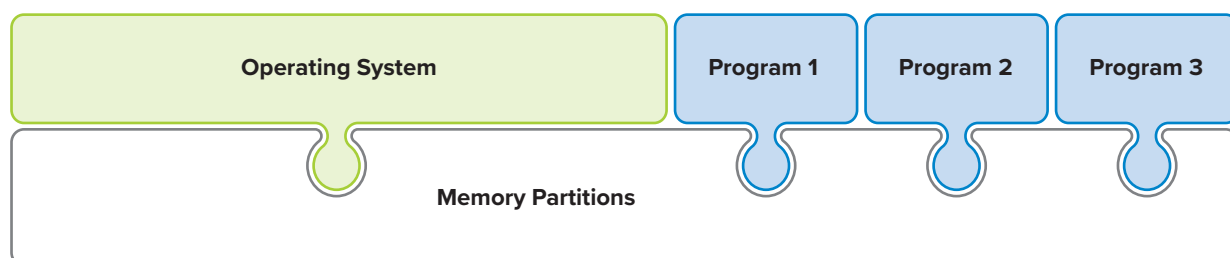 Operating System
Program 1
Program 2
Program 3
Memory Partitions